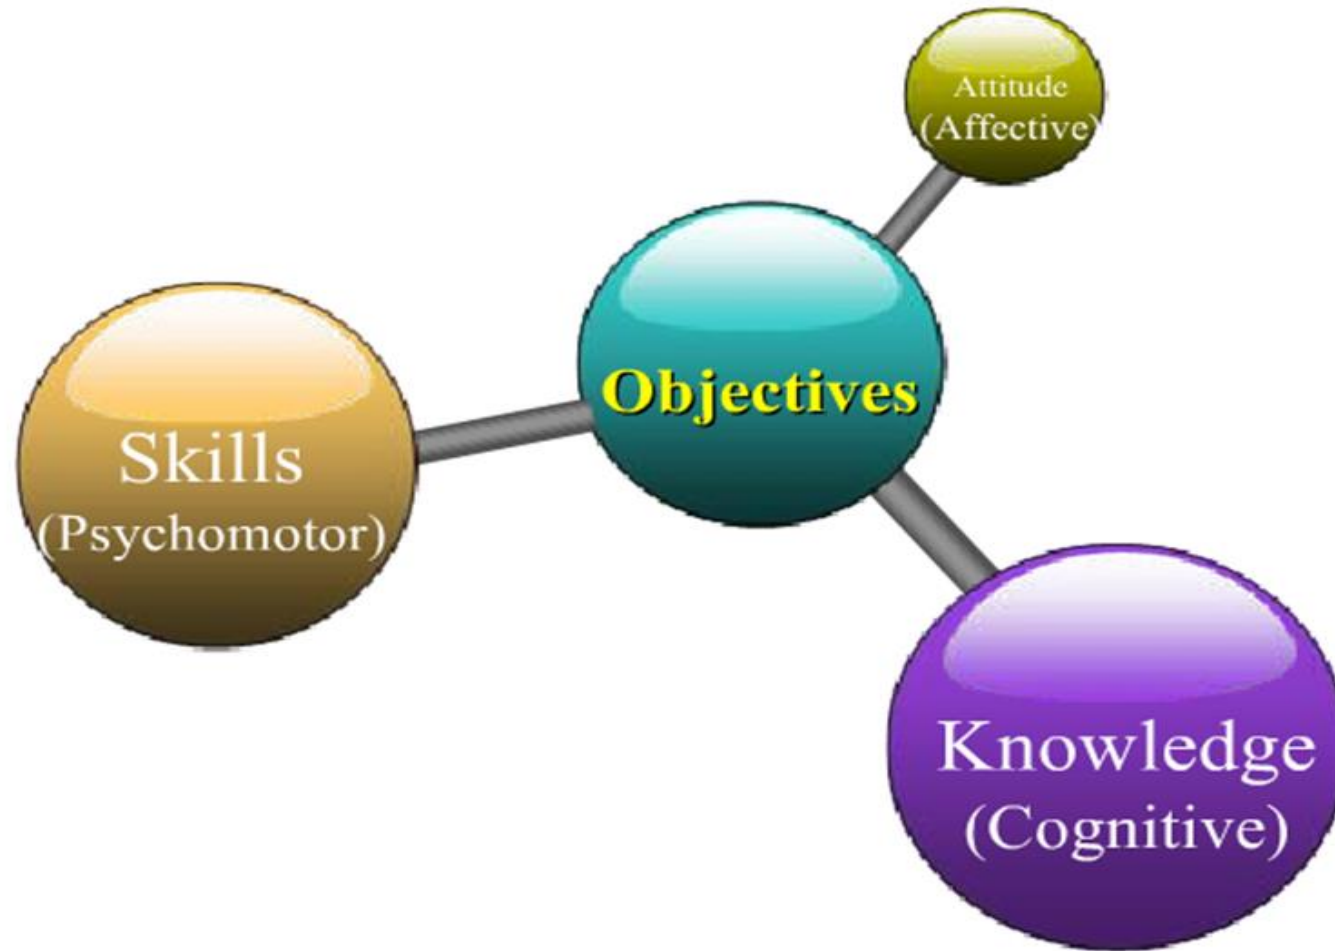 Attitude
(Affective)
Objectives
Skills
(Psychomotor)
Knowledge
(Cognitive)